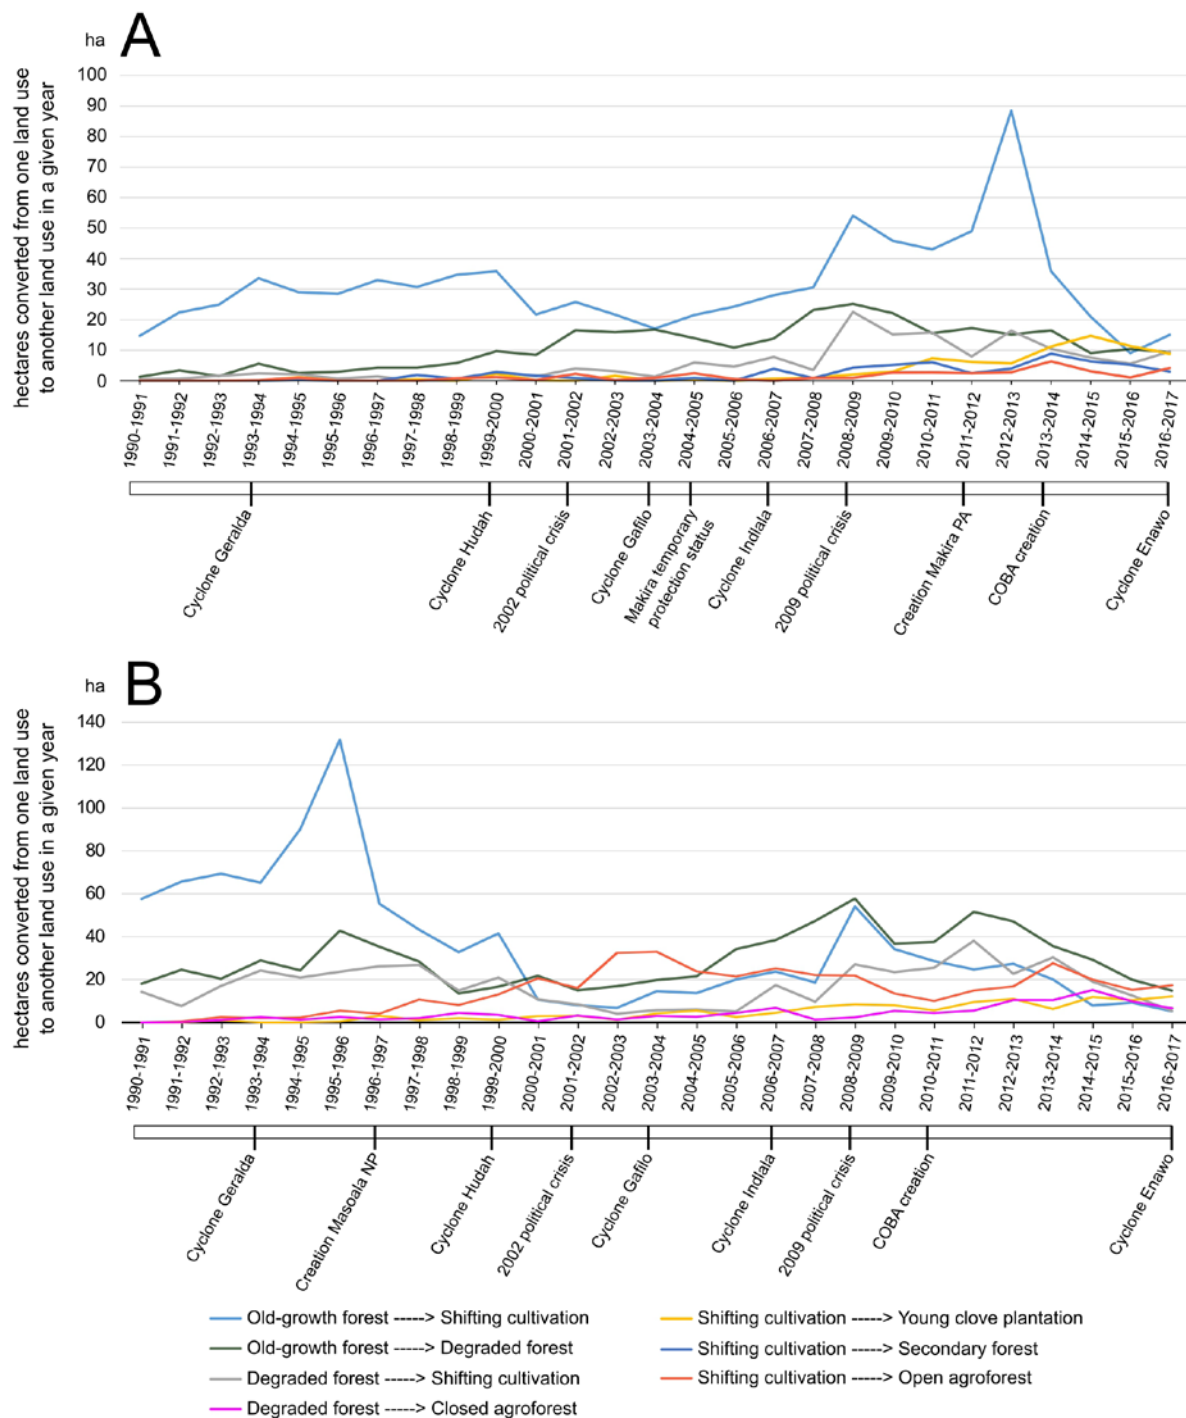 A
ha
hectares converted from one land use
to another land use in a given year
100
90
80
70
60
50
40
30
20
10
0
1990-1991
1991-1992
1992-1993
1993-1994
1994-1995
1995-1996
1996-1997
1997-1998
1998-1999
1999-2000
2000-2001
2001-2002
2002-2003
2003-2004
2004-2005
2005-2006
2006-2007
2007-2008
2008-2009
2009-2010
2010-2011
2011-2012
2012-2013
2013-2014
2014-2015
2015-2016
2016-2017
Cyclone Geralda
Cyclone Hudah
2002 political crisis
Cyclone Gafilo
Makira temporary
protection status
Cyclone Indlala
2009 political crisis
Creation Makira PA
COBA creation
Cyclone Enawo
B
ha
hectares converted from one land use
to another land use in a given year
140
120
100
80
60
40
20
0
1990-1991
1991-1992
1992-1993
1993-1994
1994-1995
1995-1996
1996-1997
1997-1998
1998-1999
1999-2000
2000-2001
2001-2002
2002-2003
2003-2004
2004-2005
2005-2006
2006-2007
2007-2008
2008-2009
2009-2010
2010-2011
2011-2012
2012-2013
2013-2014
2014-2015
2015-2016
2016-2017
Cyclone Geralda
Creation Masoala NP
Cyclone Hudah
2002 political crisis
Cyclone Gafilo
Cyclone Indlala
2009 political crisis
COBA creation
Cyclone Enawo
Old-growth forest -----> Shifting cultivation
Old-growth forest -----> Degraded forest
Degraded forest -----> Shifting cultivation
Degraded forest -----> Closed agroforest
Shifting cultivation -----> Young clove plantation
Shifting cultivation -----> Secondary forest
Shifting cultivation -----> Open agroforest